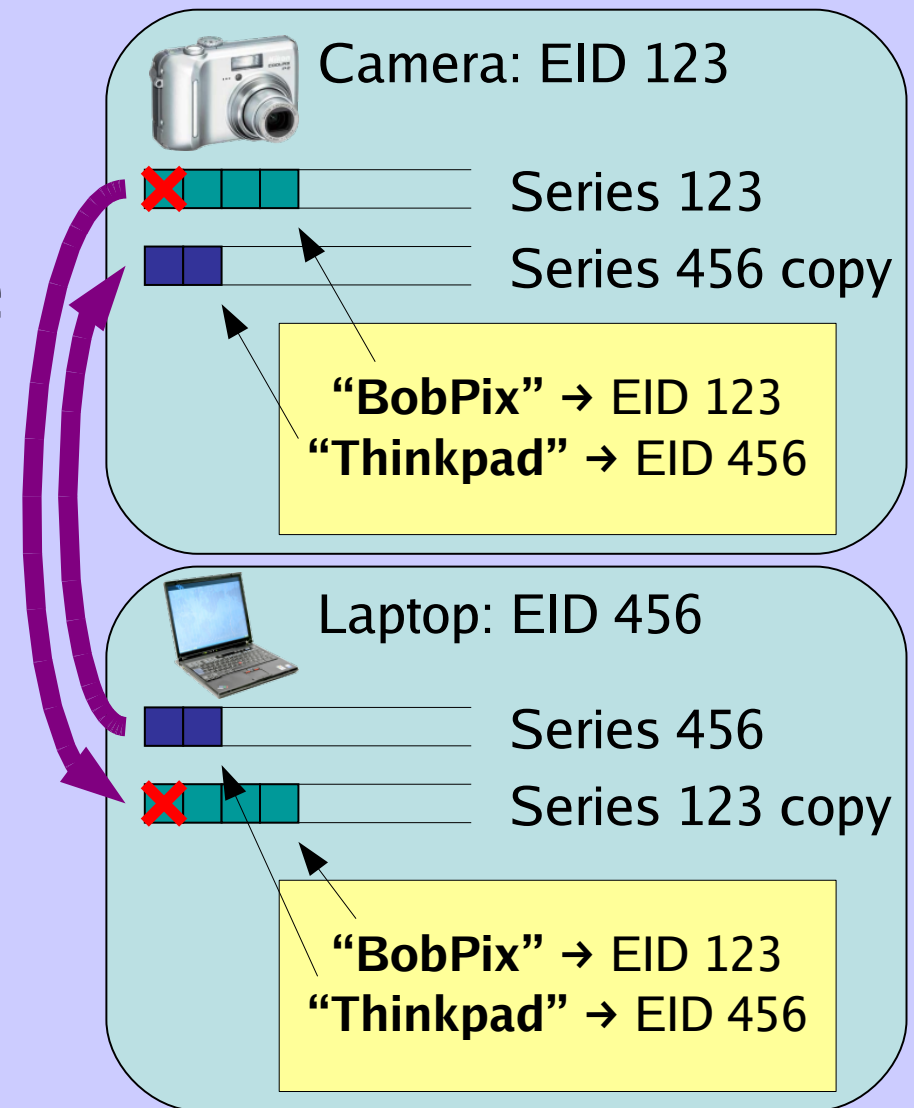 Camera: EID 123
COOLPIX
Series 123
Series 456 copy
e
“BobPix” → EID 123
“Thinkpad” → EID 456
Laptop: EID 456
Series 456
Series 123 copy
“BobPix” → EID 123
“Thinkpad” → EID 456